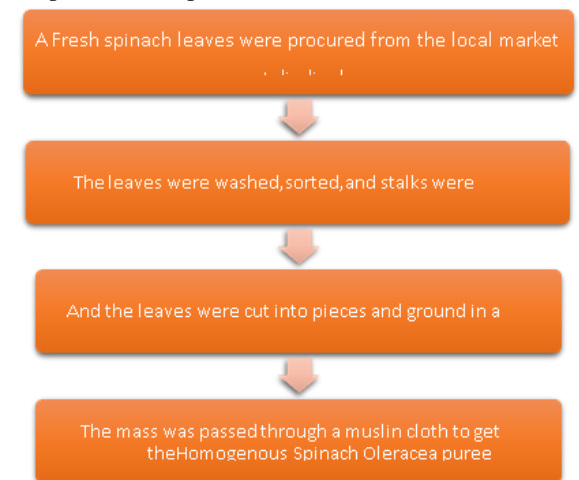 A Fresh spinach leaves were procured from the local market
The leaves were washed,sorted,and stalks were
And the leaves were cut into pieces and ground in a
The mass was passed through a muslin cloth to get
theHomogenous Spinach Oleracea puree